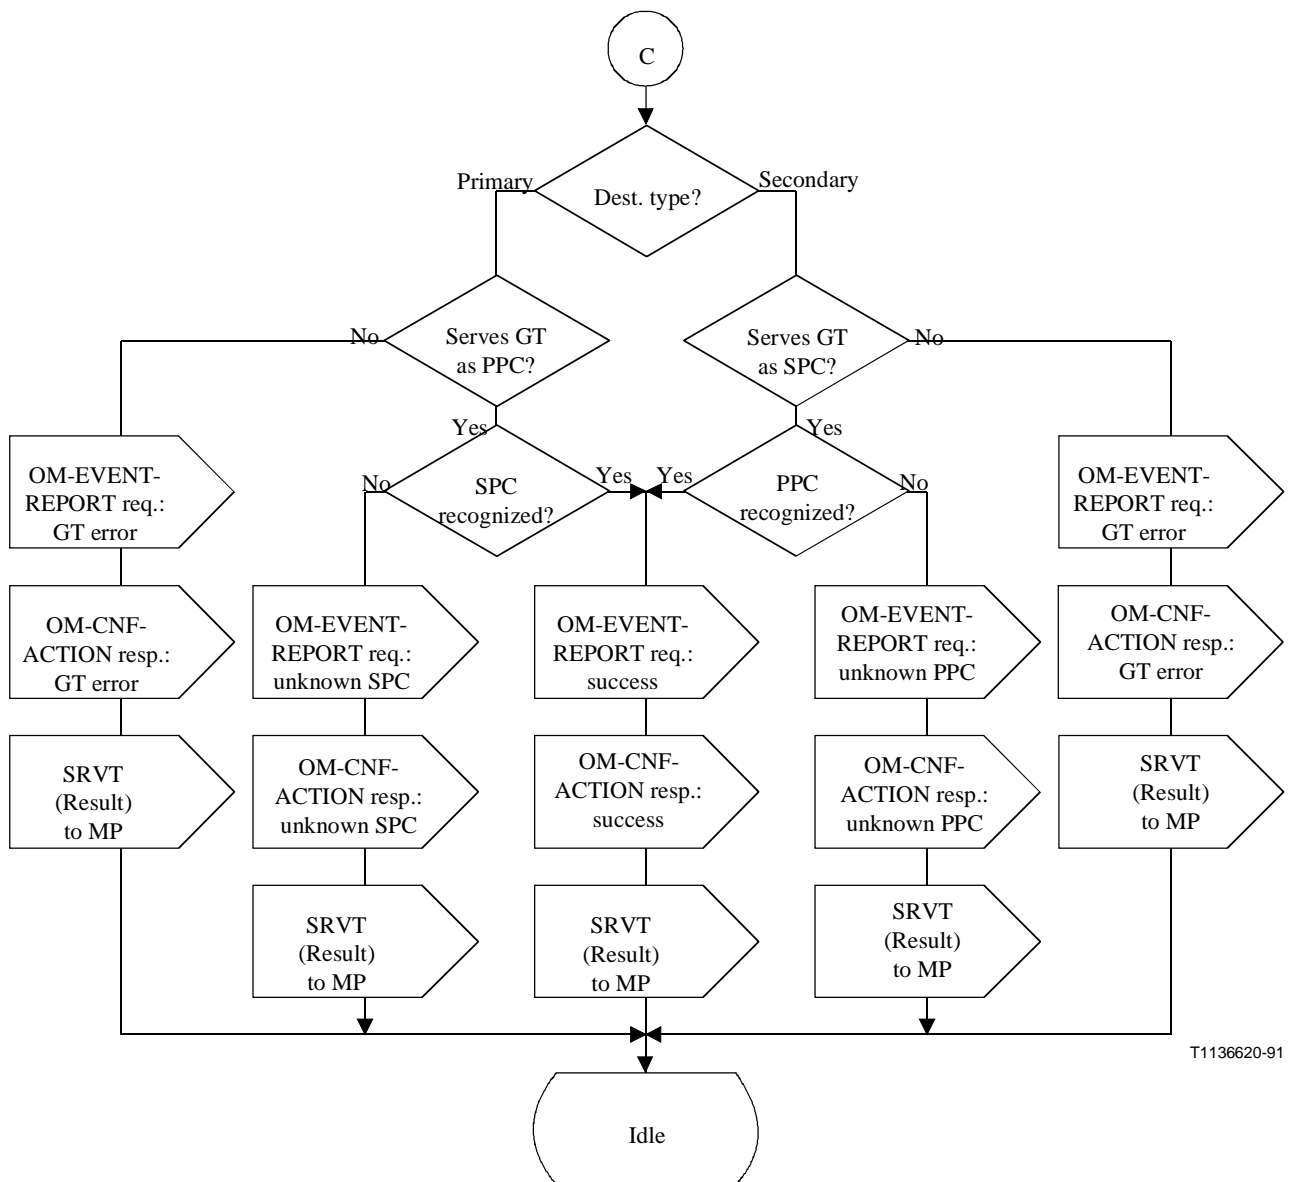 C
Primary
Secondary
Dest. type?
No
Serves GT
as PPC?
Serves GT
as SPC?
No
Yes
Yes
OM-EVENT-
REPORT req.:
GT error
No
SPC
recognized?
Yes
Yes
PPC
recognized?
No
OM-EVENT-
REPORT req.:
GT error
OM-CNF-
ACTION resp.:
GT error
OM-EVENT-
REPORT req.:
unknown SPC
OM-EVENT-
REPORT req.:
success
OM-EVENT-
REPORT req.:
unknown PPC
OM-CNF-
ACTION resp.:
GT error
SRVT
(Result)
to MP
OM-CNF-
ACTION resp.:
unknown SPC
OM-CNF-
ACTION resp.:
success
OM-CNF-
ACTION resp.:
unknown PPC
SRVT
(Result)
to MP
SRVT
(Result)
to MP
SRVT
(Result)
to MP
SRVT
(Result)
to MP
T1136620-91
Idle